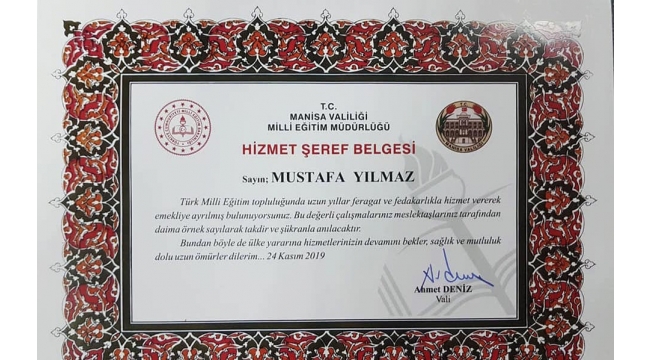 T.C.
MANİSA VALİLİĞİ
MİLLİ EĞİTİM MÜDÜRLÜĞÜ
HİZMET ŞEREF BELGESİ
Sayın; MUSTAFA YILMAZ
Türk Milli Eğitim topluluğunda uzun yıllar feragat ve fedakarlıkla hizmet vererek
emekliye ayrılmış bulunuyorsunuz. Bu değerli çalışmalarınız meslektaşlarınız tarafından
daima örnek sayılarak takdir ve şükranla anılacaktır.
Bundan böyle de ülke yararına hizmetlerinizin devamını bekler, sağlık ve mutluluk
dolu uzun ömürler dilerim... 24 Kasım 2019
Ahmet DENİZ
Vali